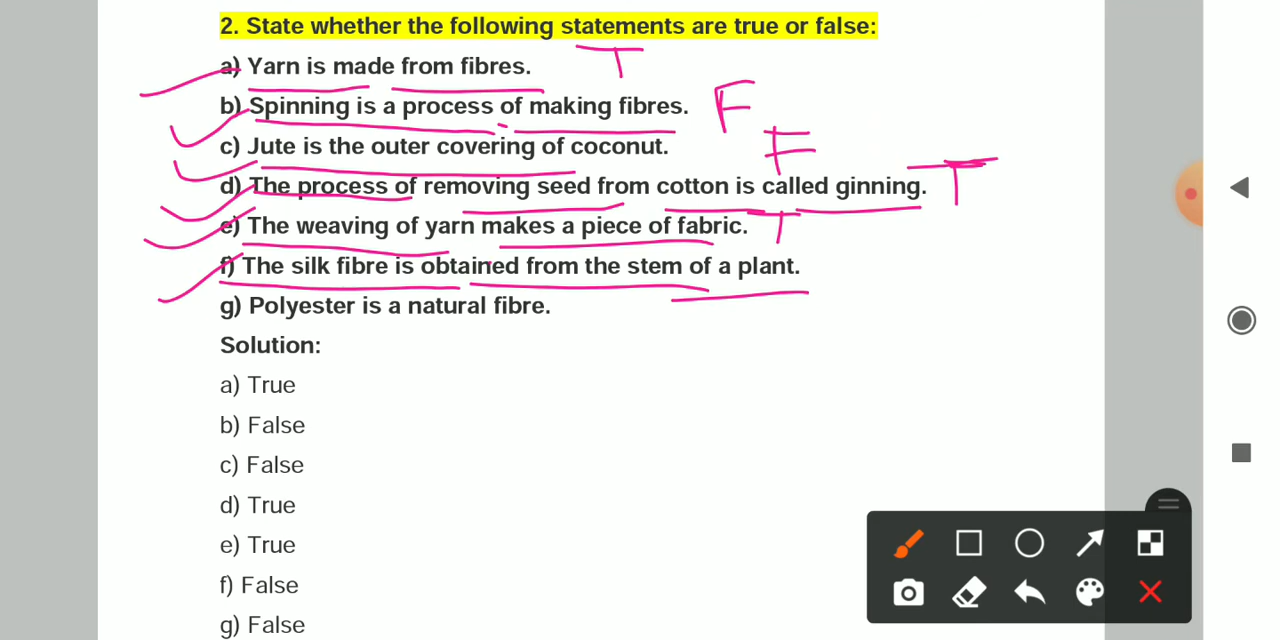 2. State whether the following statements are true or false:
a) Yarn is made from fibres. T
b) Spinning is a process of making fibres. F
c) Jute is the outer covering of coconut. F
d) The process of removing seed from cotton is called ginning. T
e) The weaving of yarn makes a piece of fabric. T
f) The silk fibre is obtained from the stem of a plant.
g) Polyester is a natural fibre.
Solution:
a) True
b) False
c) False
d) True
e) True
f) False
g) False